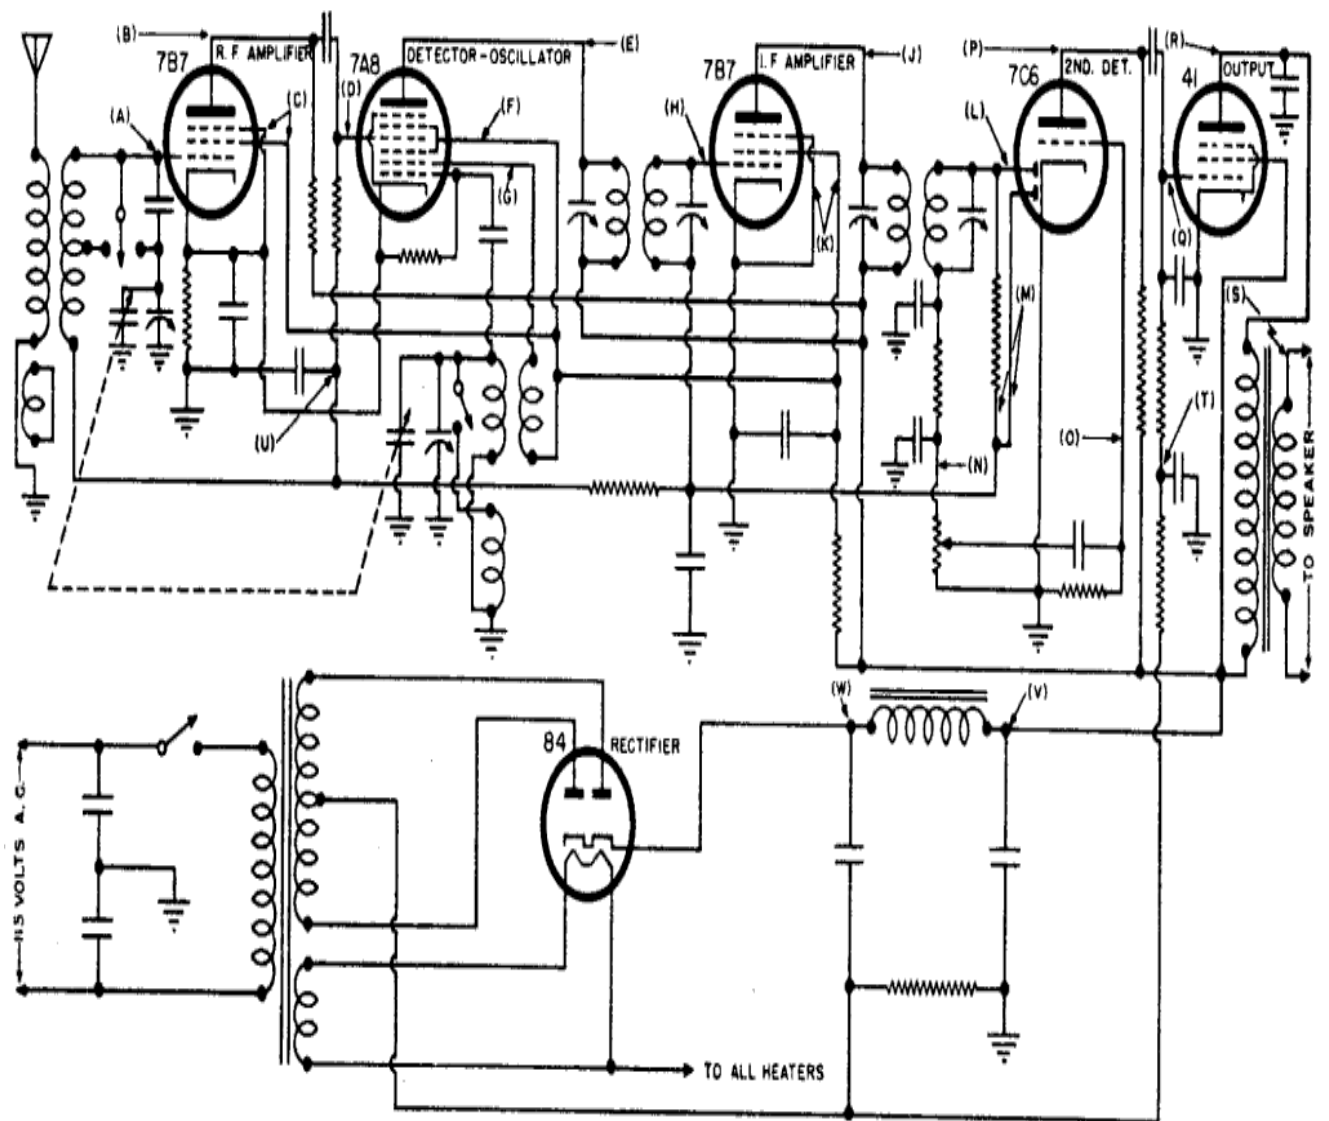 (B)
R.F. AMPLIFIER
7B7
7A8
DETECTOR-OSCILLATOR
(E)
7B7
I.F AMPLIFIER
(J)
(P)
7C6
2ND. DET.
(R)
41
OUTPUT
(A)
(C)
(D)
(F)
(G)
(H)
(K)
(L)
(M)
(Q)
(S)
(T)
(U)
(N)
(O)
TO SPEAKER
(W)
(V)
84
RECTIFIER
115 VOLTS A.C.
TO ALL HEATERS